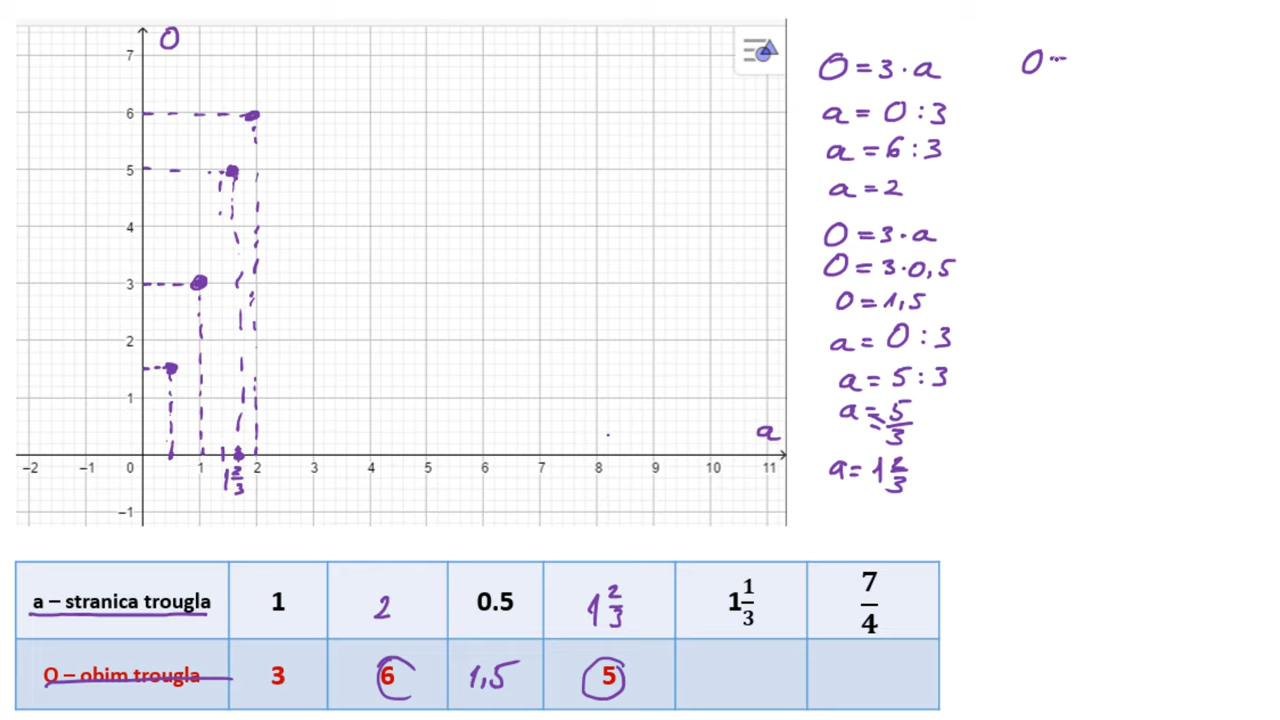 O
7
6
5
4
3
2
1
-2 -1 0 1 2 3 4 5 6 7 8 9 10 11
1 2/3
-1
a
O = 3 · a
a = O : 3
a = 6 : 3
a = 2
O = 3 · a
O = 3 · 0,5
O = 1,5
a = O : 3
a = 5 : 3
a = 5/3
a = 1 2/3
O =
a – stranica trougla 1 2 0.5 1 2/3 1 1/3 7/4
O – obim trougla 3 6 1,5 5